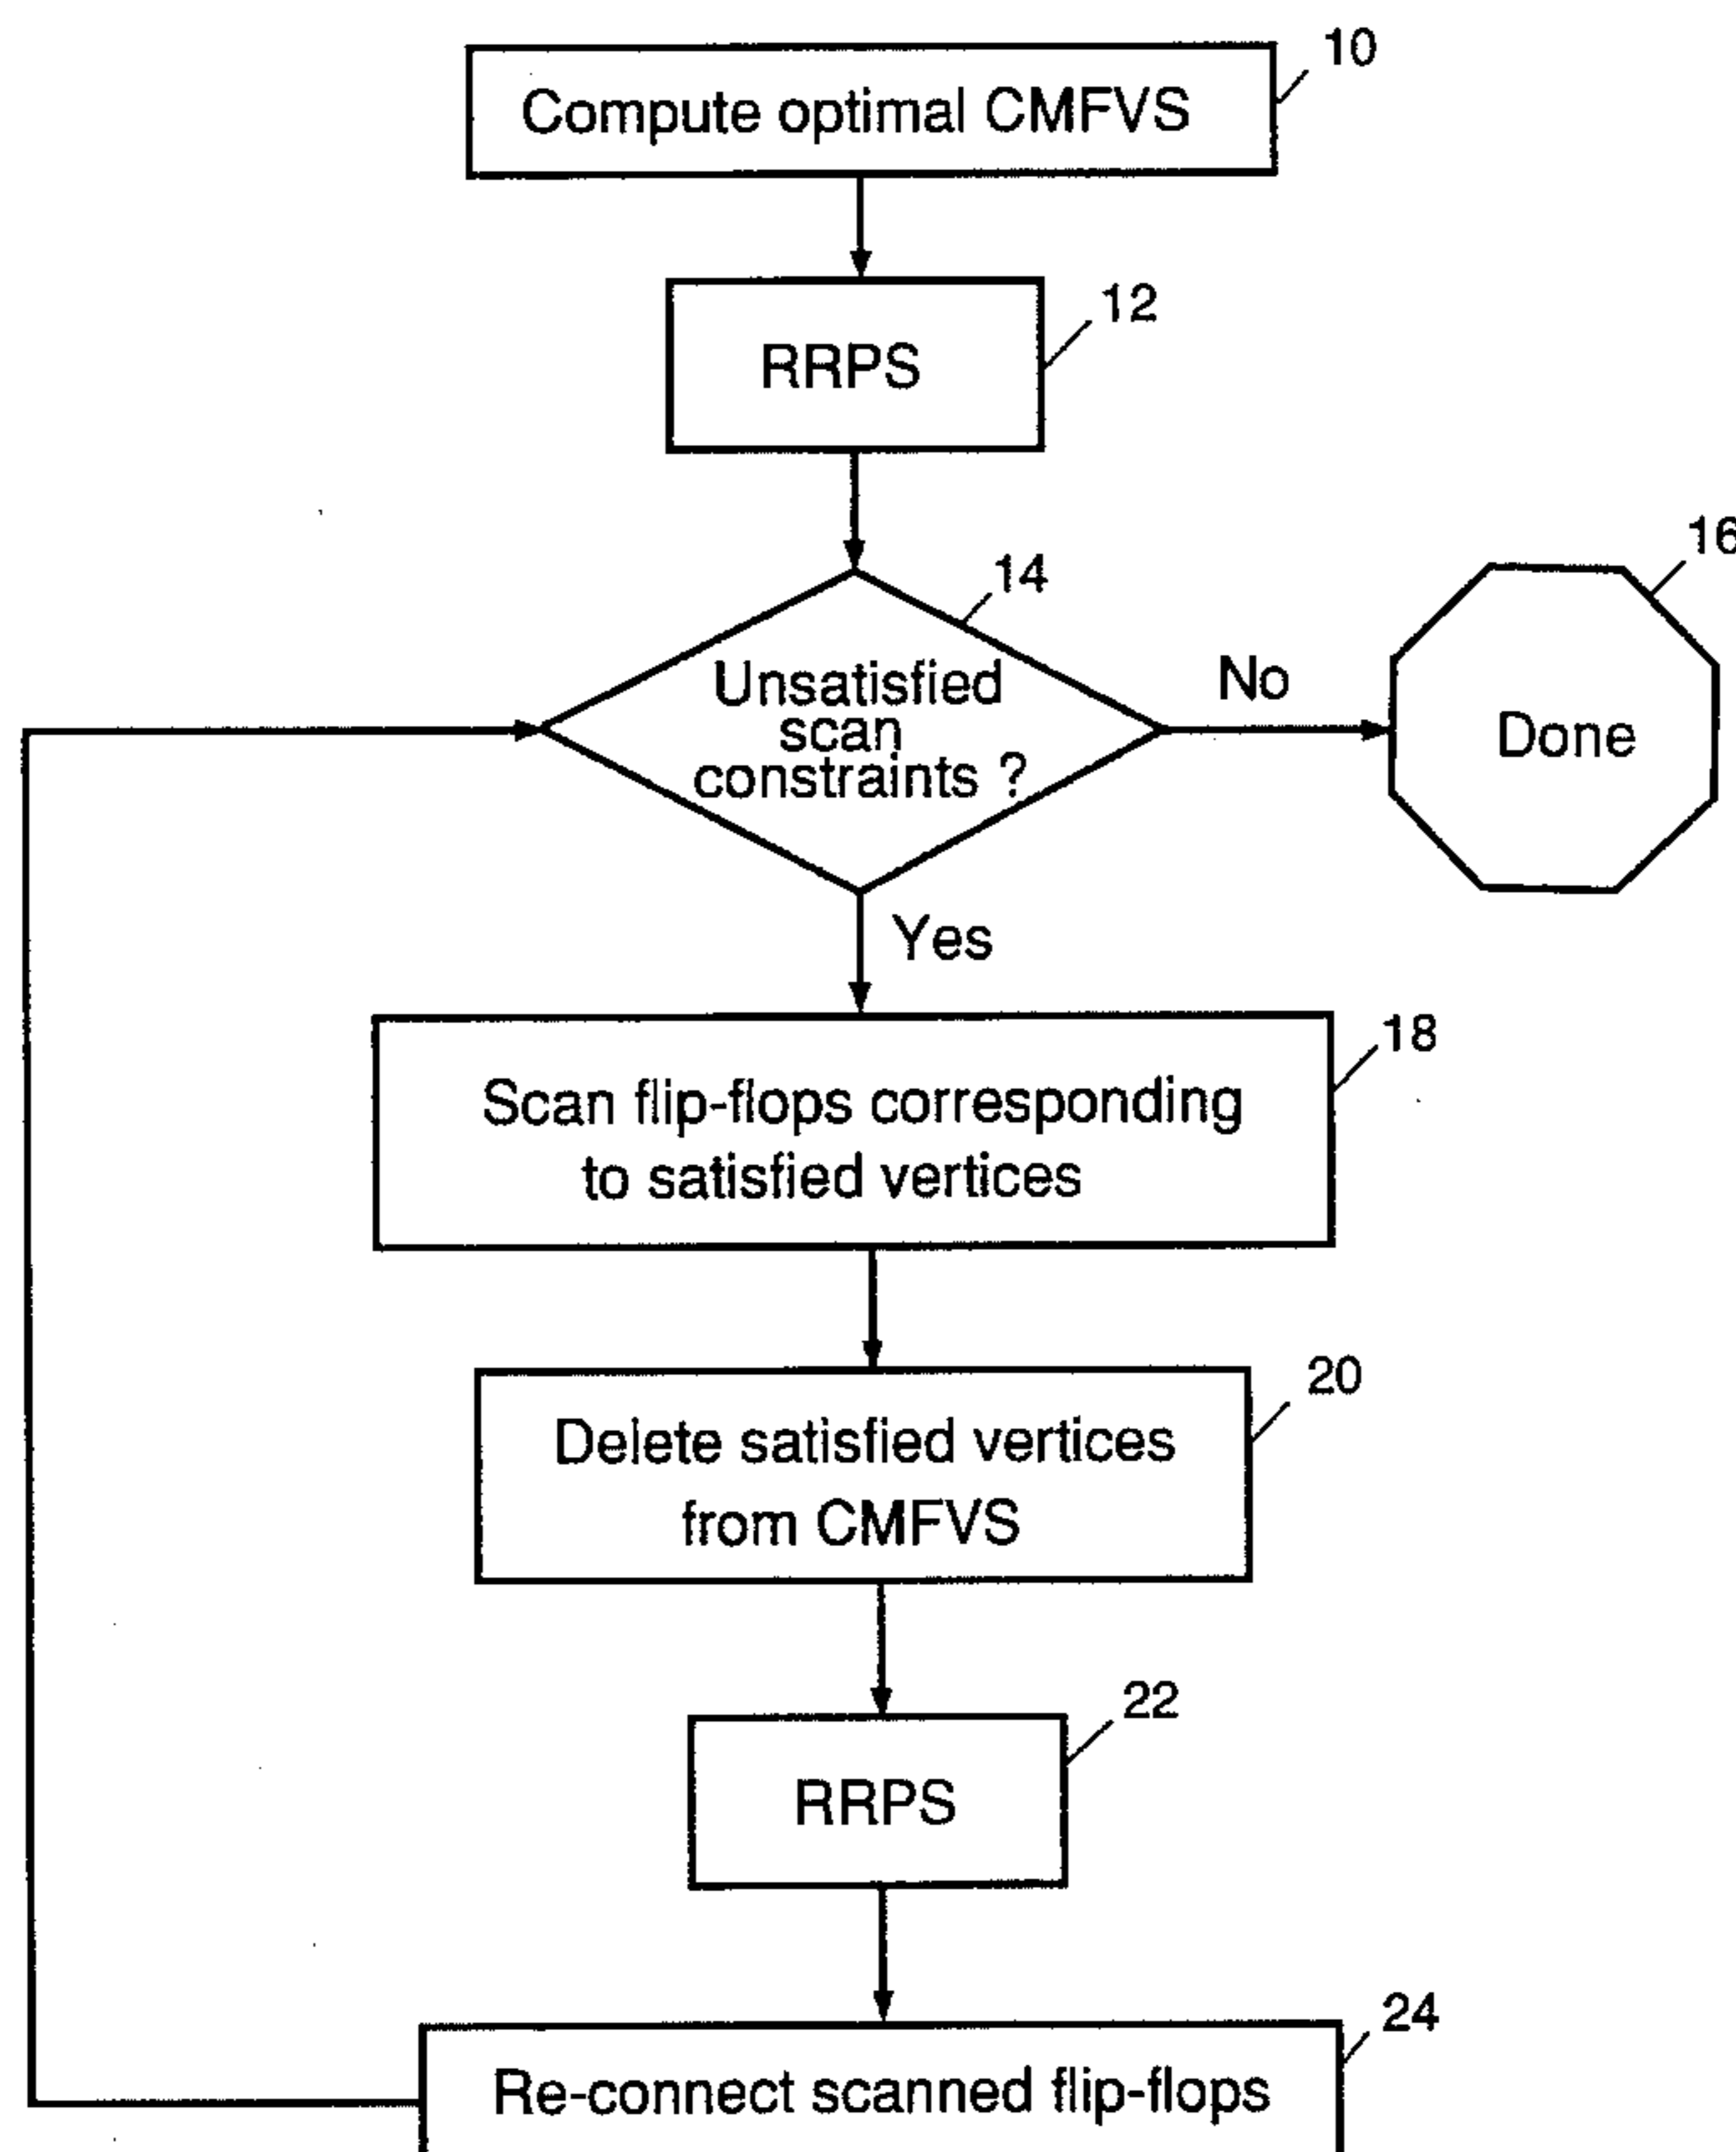 10
Compute optimal CMFVS
12
RRPS
14
Unsatisfied
scan
constraints ?
No
16
Done
Yes
18
Scan flip-flops corresponding
to satisfied vertices
20
Delete satisfied vertices
from CMFVS
22
RRPS
24
Re-connect scanned flip-flops